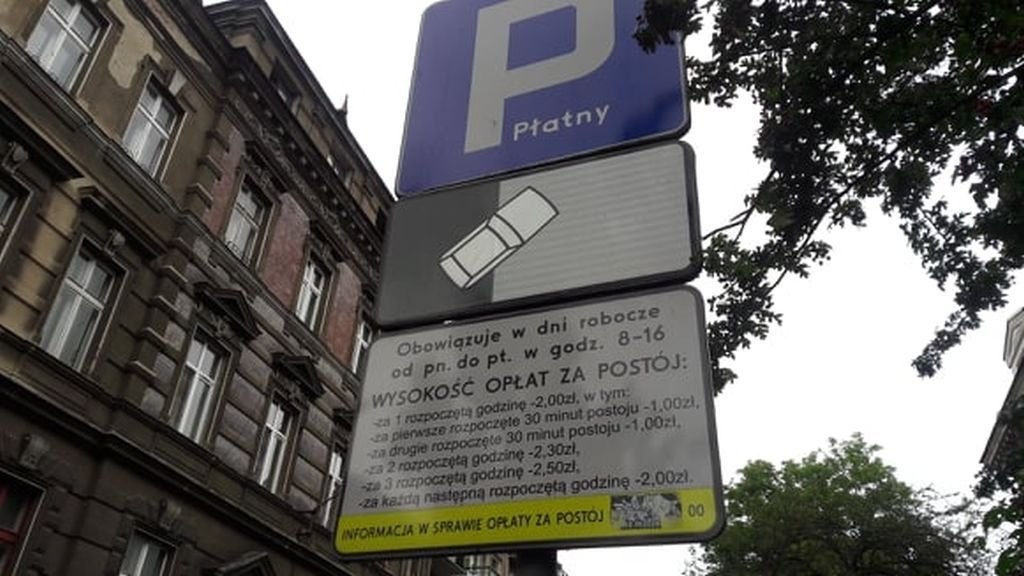 P
Płatny
Obowiązuje w dni robocze
od pn. do pt. w godz. 8-16
WYSOKOŚĆ OPŁAT ZA POSTÓJ:
-za 1 rozpoczętą godzinę -2,00zł, w tym:
-za pierwsze rozpoczęte 30 minut postoju -1,00zł,
-za drugie rozpoczęte 30 minut postoju -1,00zł,
-za 2 rozpoczętą godzinę -2,30zł,
-za 3 rozpoczętą godzinę -2,50zł,
-za każdą następną rozpoczętą godzinę -2,00zł.
INFORMACJA W SPRAWIE OPŁATY ZA POSTÓJ 00